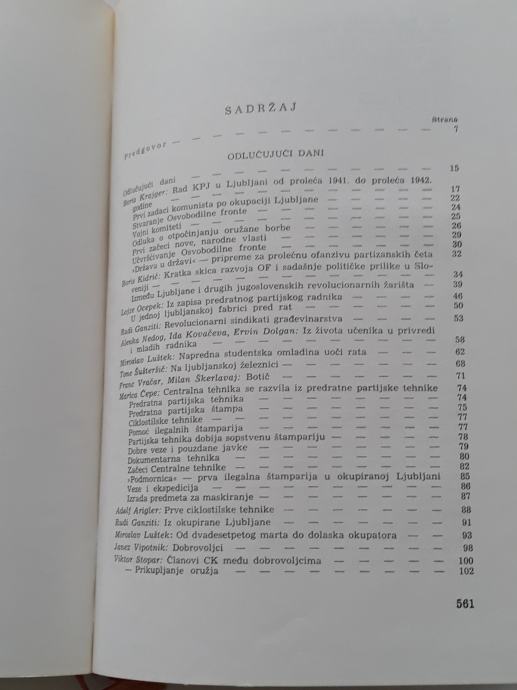 SADRŽAJ
Strana
Predgovor — — — — — — — — — — 7
ODLUČUJUĆI DANI
Odlučujući dani — — — — — — — — — 15
Boris Krajger: Rad KPJ u Ljubljani od proleća 1941. do proleća 1942.
godine — — — — — — — — — — 17
Prvi zadaci komunista po okupaciji Ljubljane — — — — 22
Stvaranje Osvobodilne fronte — — — — — — — 24
Vojni komiteti — — — — — — — — — 25
Odluka o otpočinjanju oružane borbe — — — — — 26
Prvi začeci nove, narodne vlasti — — — — — — 29
Učvršćivanje Osvobodilne fronte — — — — — — 30
»Država u državi« — pripreme za prolećnu ofanzivu partizanskih četa 32
Boris Kidrič: Kratka skica razvoja OF i sadašnje političke prilike u Slo-
veniji — — — — — — — — — — 34
Između Ljubljane i drugih jugoslovenskih revolucionarnih žarišta — 39
Lojze Ocepek: Iz zapisa predratnog partijskog radnika — — — 46
U jednoj ljubljanskoj fabrici pred rat — — — — — 50
Rudi Ganziti: Revolucionarni sindikati građevinarstva — — — 53
Alenka Nedog, Ida Kovačeva, Ervin Dolgan: Iz života učenika u privredi
i mladih radnika — — — — — — — — 58
Miroslav Luštek: Napredna studentska omladina uoči rata — — 62
Tone Šušteršič: Na ljubljanskoj železnici — — — — — 68
Franc Vračar, Milan Škerlavaj: Botič — — — — — — 71
Marica Čepe: Centralna tehnika se razvila iz predratne partijske tehnike 74
Predratna partijska tehnika — — — — — — — 74
Predratna partijska štampa — — — — — — — 75
Ciklostilske tehnike — — — — — — — — 77
Pomoć ilegalnih štamparija — — — — — — — 77
Partijska tehnika dobija sopstvenu štampariju — — — — 78
Dobre veze i pouzdane javke — — — — — — — 79
Dokumentarna tehnika — — — — — — — — 80
Začeci Centralne tehnike — — — — — — — 82
»Podmornica« — prva ilegalna štamparija u okupiranoj Ljubljani 85
Veze i ekspedicija — — — — — — — — — 86
Izrada predmeta za maskiranje — — — — — — — 87
Adolf Arigler: Prve ciklostilske tehnike — — — — — — 88
Rudi Ganziti: Iz okupirane Ljubljane — — — — — — 91
Miroslav Luštek: Od dvadesetpetog marta do dolaska okupatora — 93
Janez Vipotnik: Dobrovoljci — — — — — — — — 98
Viktor Stopar: Članovi CK među dobrovoljcima — — — — 100
— Prikupljanje oružja — — — — — — — — 102
561